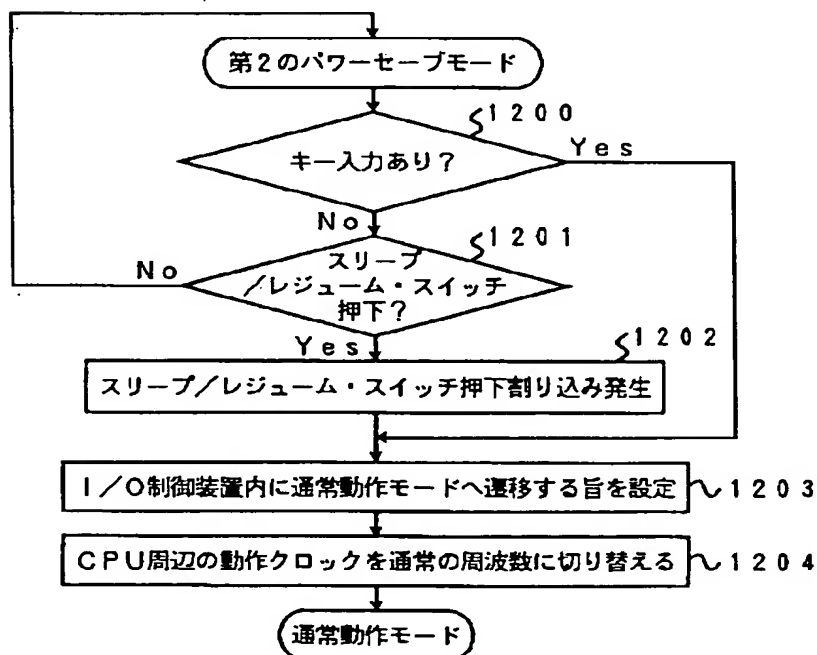 第2のパワーセーブモード
1200
キー入力あり？
Yes
No
1201
スリープ
／レジューム・スイッチ
押下？
No
Yes
1202
スリープ／レジューム・スイッチ押下割り込み発生
I／O制御装置内に通常動作モードへ遷移する旨を設定
1203
CPU周辺の動作クロックを通常の周波数に切り替える
1204
通常動作モード